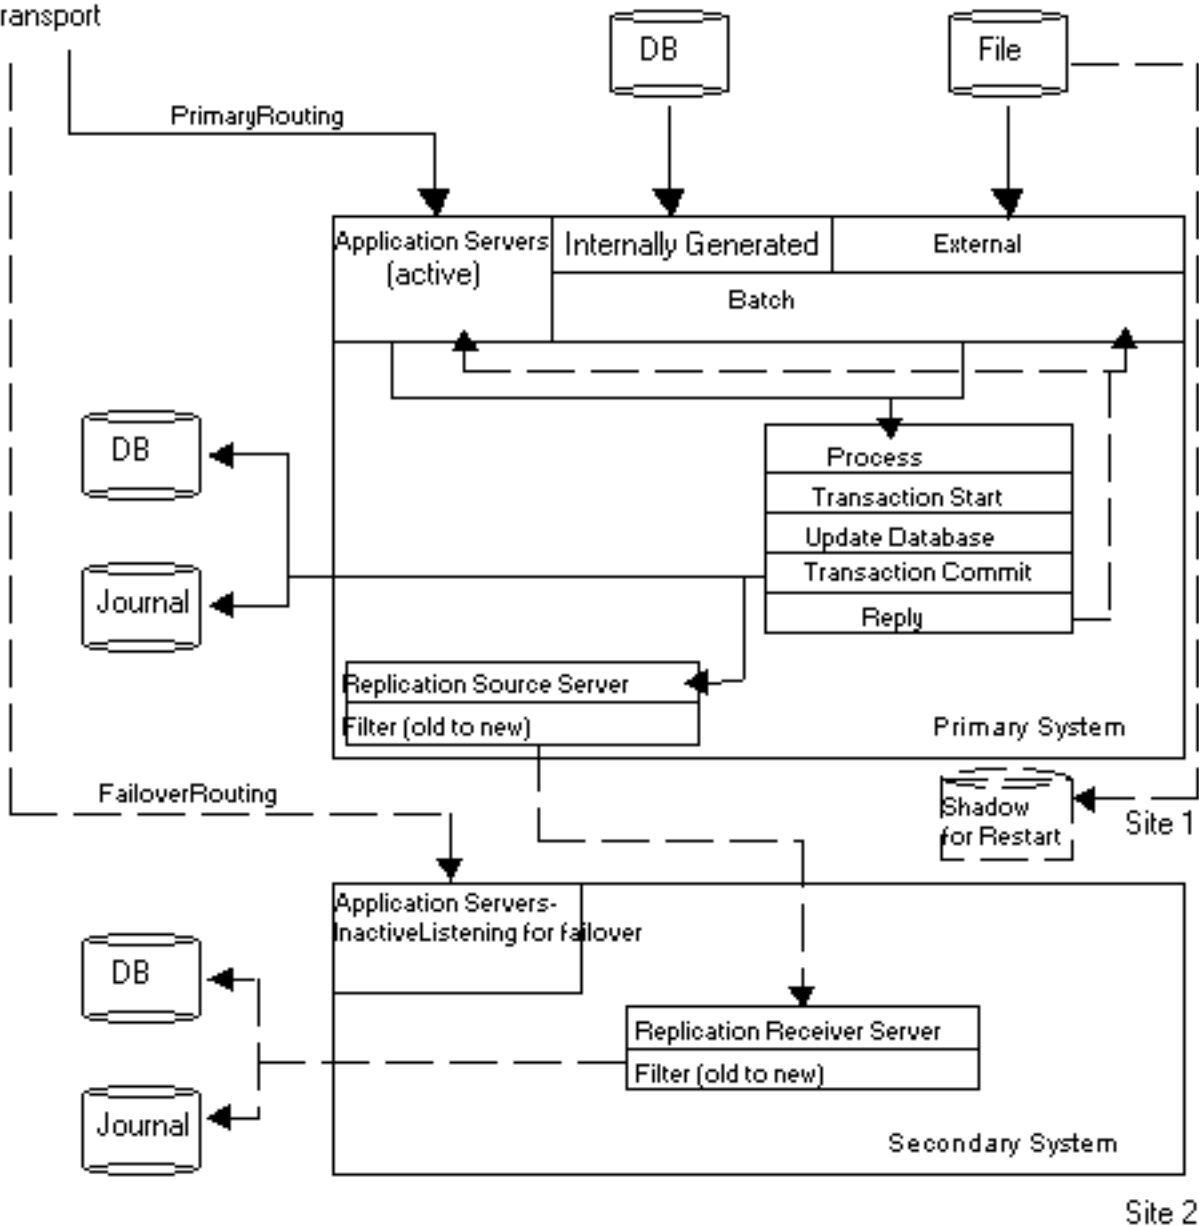 ransport
DB
File
PrimaryRouting
Application Servers
(active)
Internally Generated
External
Batch
DB
Process
Transaction Start
Update Database
Transaction Commit
Journal
Reply
Replication Source Server
Filter (old to new)
Primary System
FailoverRouting
Shadow
for Restart
Site 1
Application Servers-
InactiveListening for failover
DB
Replication Receiver Server
Filter (old to new)
Journal
Secondary System
Site 2